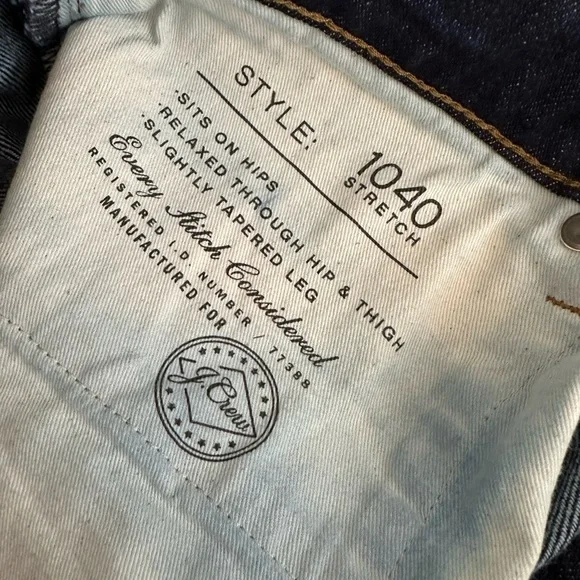 STYLE: 1040
STRETCH
·SITS ON HIPS
·RELAXED THROUGH HIP & THIGH
·SLIGHTLY TAPERED LEG
Every Stitch Considered
REGISTERED I.D. NUMBER / 77388
MANUFACTURED FOR
J.Crew